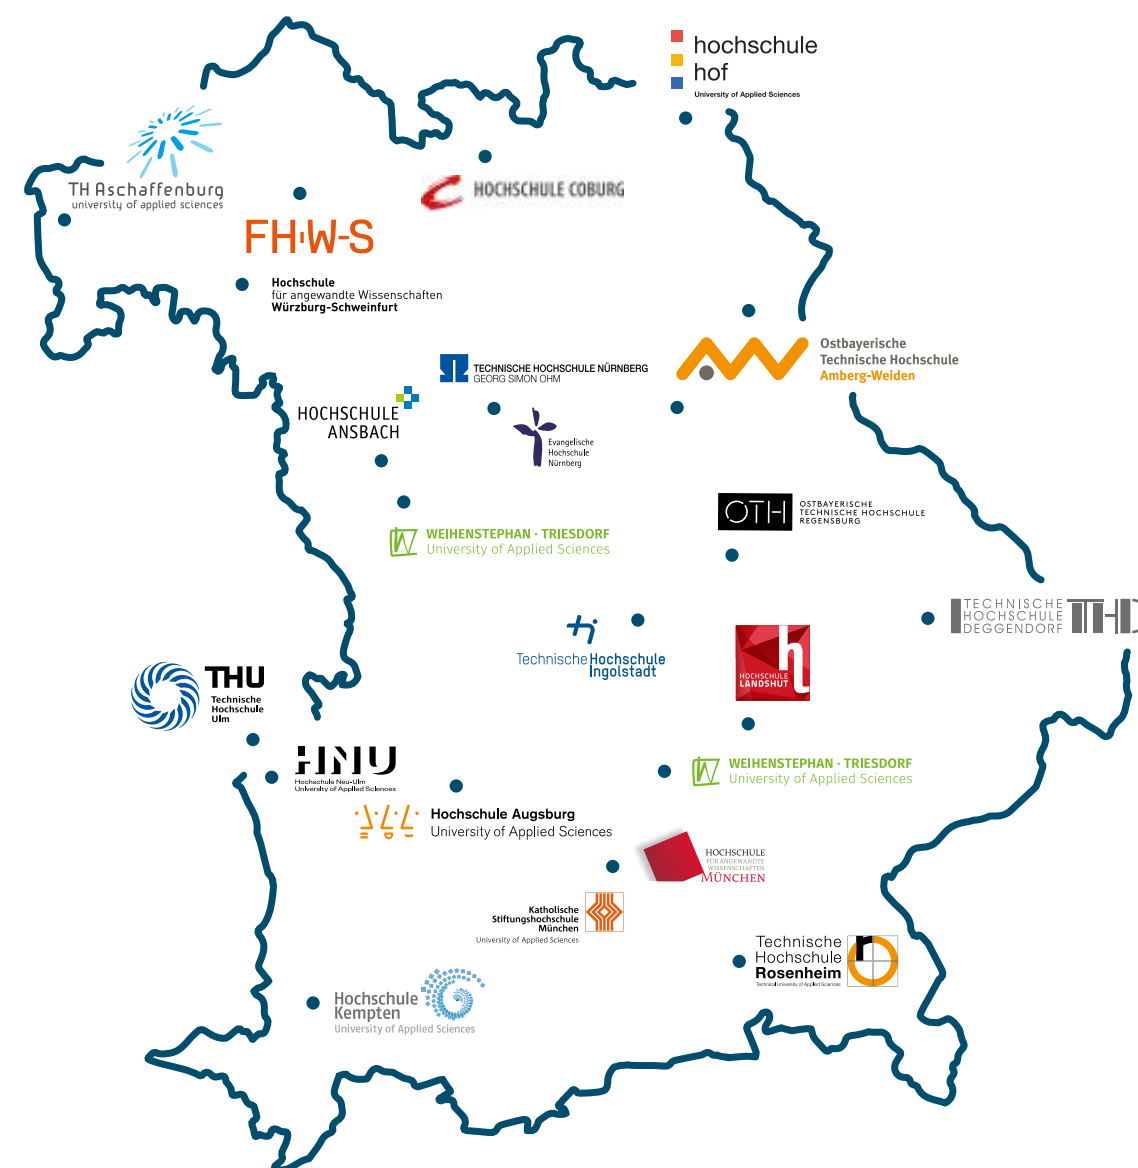 hochschule
hof
University of Applied Sciences
TH Aschaffenburg
university of applied sciences
HOCHSCHULE COBURG
FH·W-S
Hochschule
für angewandte Wissenschaften
Würzburg-Schweinfurt
Ostbayerische
Technische Hochschule
Amberg-Weiden
TECHNISCHE HOCHSCHULE NÜRNBERG
GEORG SIMON OHM
HOCHSCHULE
ANSBACH
Evangelische
Hochschule
Nürnberg
OTH
OSTBAYERISCHE
TECHNISCHE HOCHSCHULE
REGENSBURG
WEIHENSTEPHAN · TRIESDORF
University of Applied Sciences
TECHNISCHE
HOCHSCHULE
DEGGENDORF
THD
Technische Hochschule
Ingolstadt
h
HOCHSCHULE
LANDSHUT
THU
Technische
Hochschule
Ulm
HNU
Hochschule Neu-Ulm
University of Applied Sciences
WEIHENSTEPHAN · TRIESDORF
University of Applied Sciences
Hochschule Augsburg
University of Applied Sciences
HOCHSCHULE
FÜR ANGEWANDTE
WISSENSCHAFTEN
MÜNCHEN
Katholische
Stiftungshochschule
München
University of Applied Sciences
Technische
Hochschule
Rosenheim
Technical University of Applied Sciences
Hochschule
Kempten
University of Applied Sciences